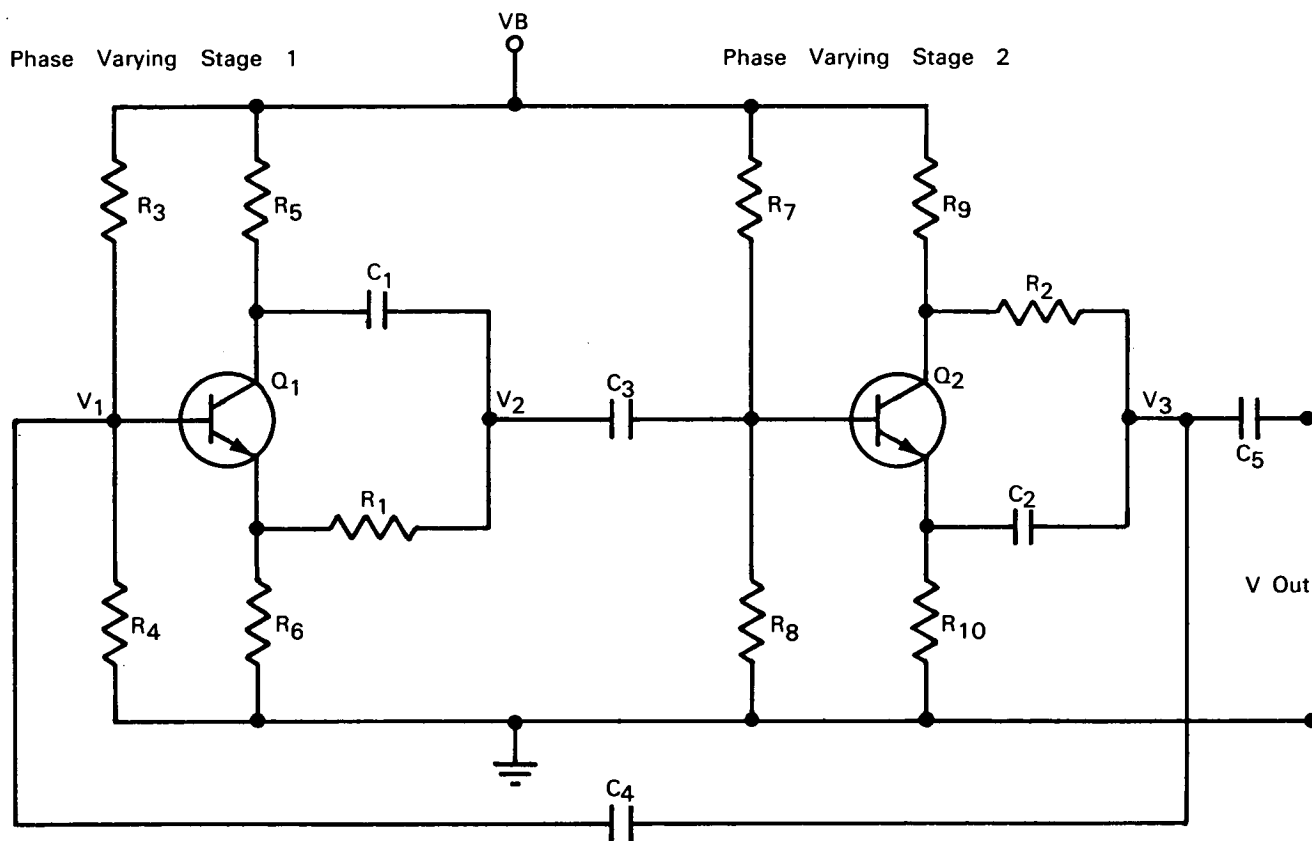 VB
Phase Varying Stage 1
Phase Varying Stage 2
R3
R5
R7
R9
C1
R2
Q1
Q2
V1
V2
C3
V3
C5
R1
C2
R4
R6
R8
R10
V Out
C4